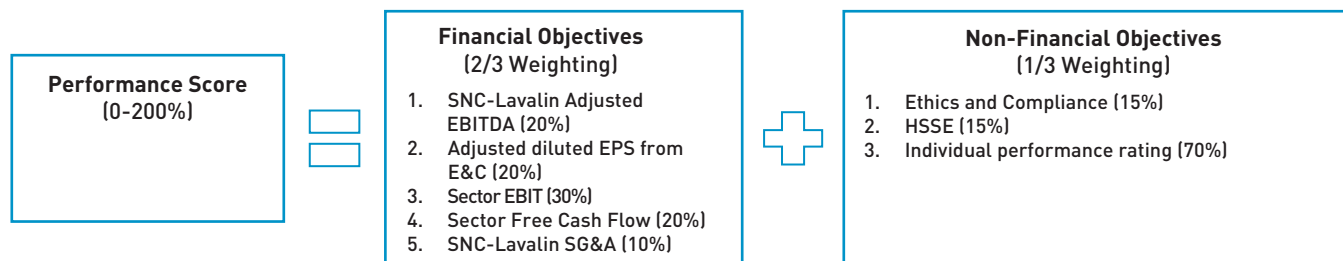 Performance Score
(0-200%)
Financial Objectives
(2/3 Weighting)
1. SNC-Lavalin Adjusted
EBITDA (20%)
2. Adjusted diluted EPS from
E&C (20%)
3. Sector EBIT (30%)
4. Sector Free Cash Flow (20%)
5. SNC-Lavalin SG&A (10%)
Non-Financial Objectives
(1/3 Weighting)
1. Ethics and Compliance (15%)
2. HSSE (15%)
3. Individual performance rating (70%)